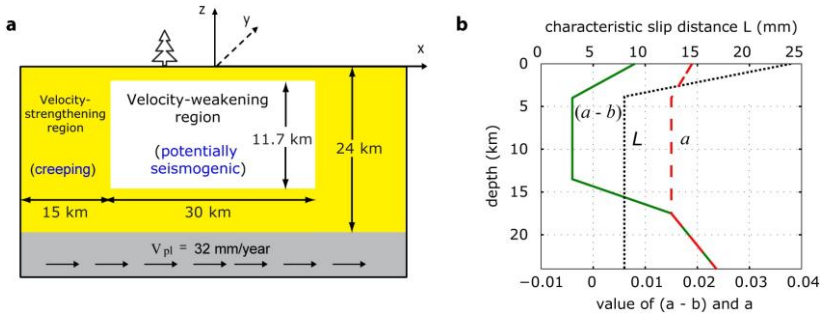 a
z
y
x
Velocity-
strengthening
region
(creeping)
Velocity-weakening
region
(potentially
seismogenic)
11.7 km
24 km
15 km
30 km
Vpl = 32 mm/year
b
characteristic slip distance L (mm)
0 5 10 15 20 25
0
5
10
15
20
depth (km)
(a - b)
L
a
−0.01 0 0.01 0.02 0.03 0.04
value of (a - b) and a